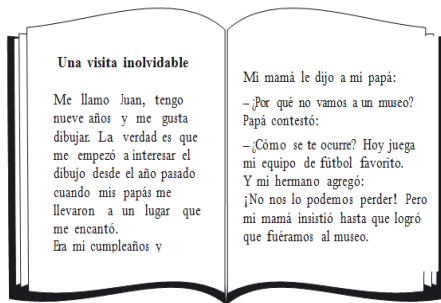 Una visita inolvidable
Me llamo Juan, tengo
nueve años y me gusta
dibujar. La verdad es que
me empezó a interesar el
dibujo desde el año pasado
cuando mis papás me
llevaron a un lugar que
me encantó.
Era mi cumpleaños y
Mi mamá le dijo a mi papá:
– ¿Por qué no vamos a un museo?
Papá contestó:
– ¿Cómo se te ocurre? Hoy juega
mi equipo de fútbol favorito.
Y mi hermano agregó:
¡No nos lo podemos perder! Pero
mi mamá insistió hasta que logró
que fuéramos al museo.